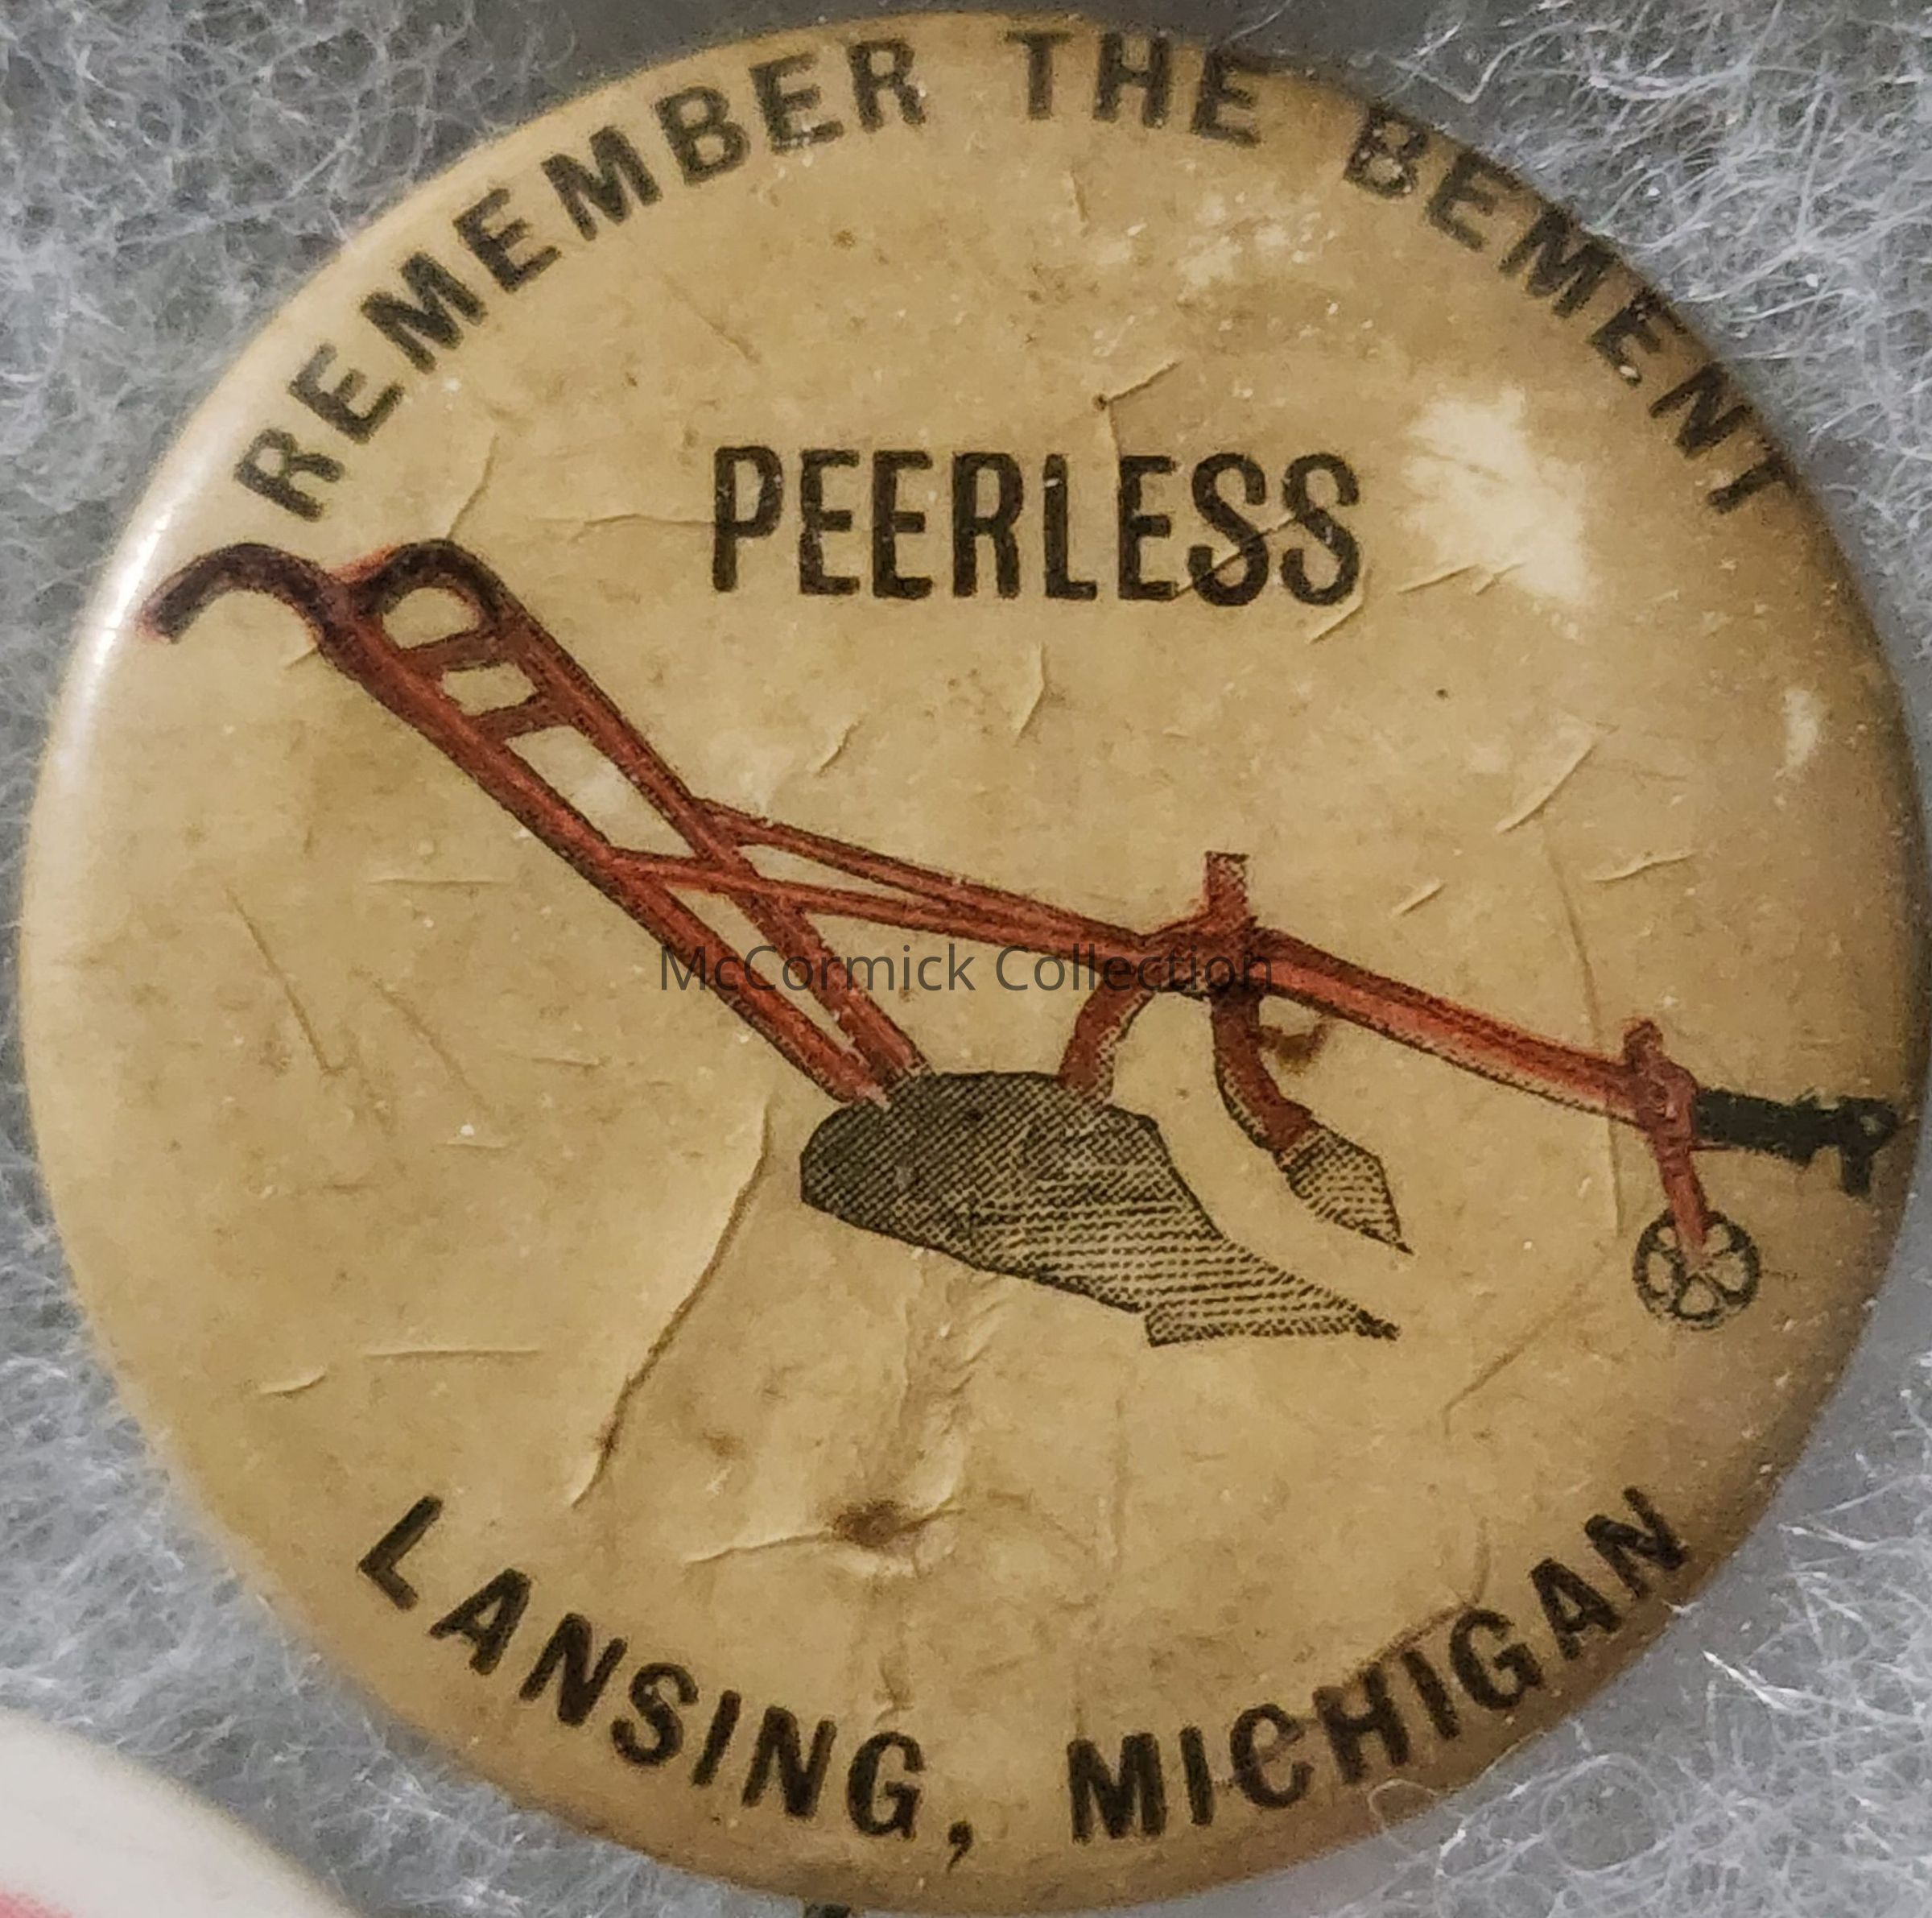 REMEMBER THE BEMENT
PEERLESS
McCormick Collection
LANSING, MICHIGAN